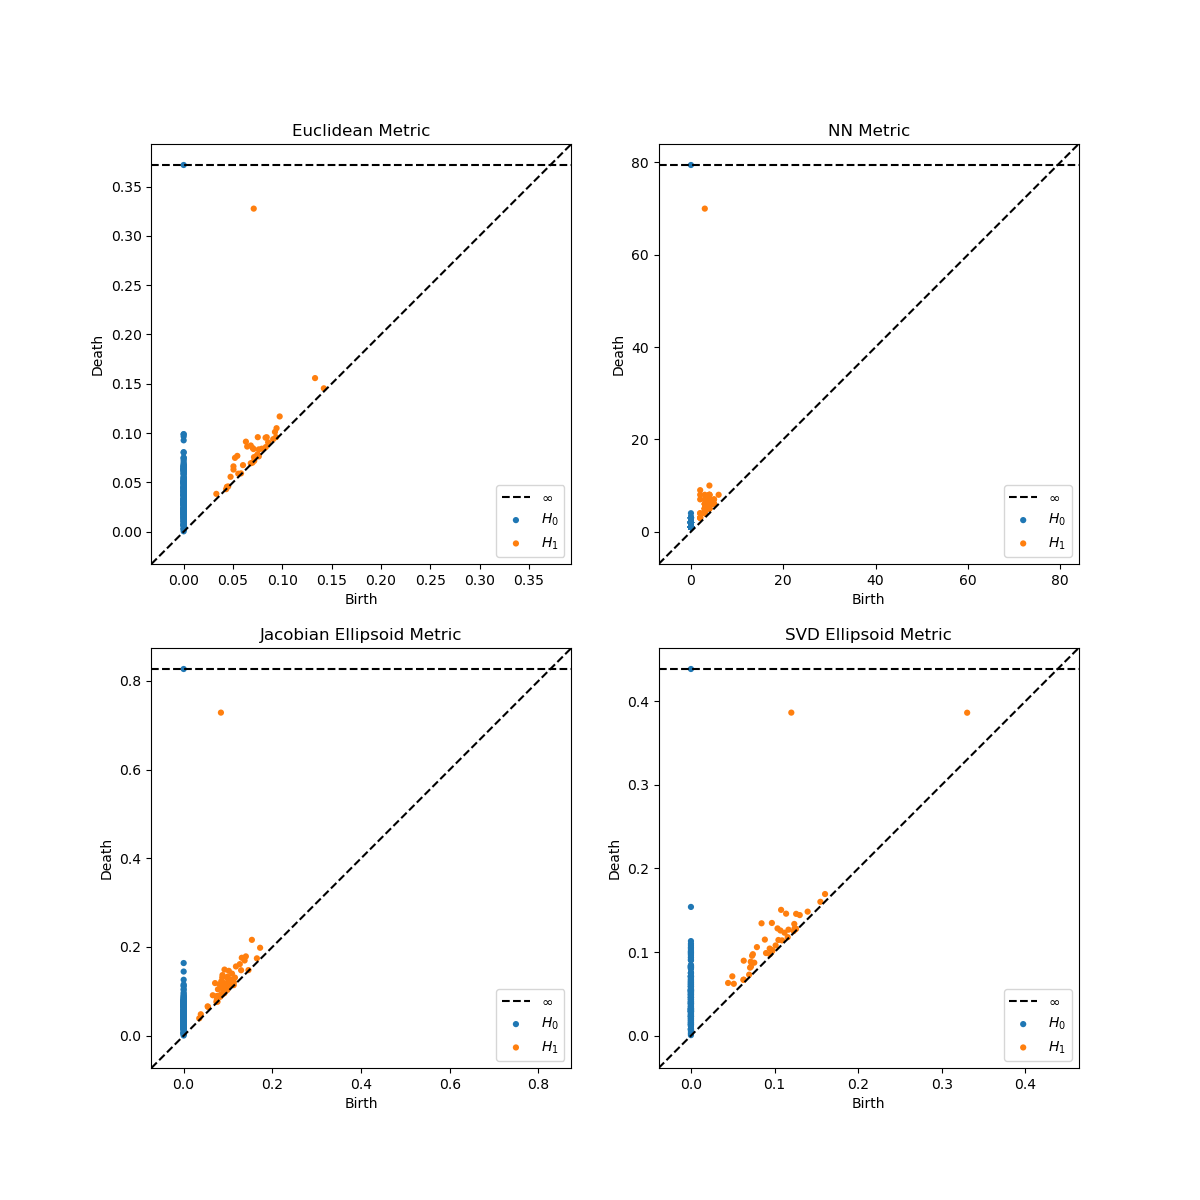 Euclidean Metric
0.35
0.30
0.25
0.20
0.15
0.10
0.05
0.00
Death
0.00 0.05 0.10 0.15 0.20 0.25 0.30 0.35
Birth
∞
H₀
H₁
NN Metric
80
60
40
20
0
Death
0 20 40 60 80
Birth
∞
H₀
H₁
Jacobian Ellipsoid Metric
0.8
0.6
0.4
0.2
0.0
Death
0.0 0.2 0.4 0.6 0.8
Birth
∞
H₀
H₁
SVD Ellipsoid Metric
0.4
0.3
0.2
0.1
0.0
Death
0.0 0.1 0.2 0.3 0.4
Birth
∞
H₀
H₁